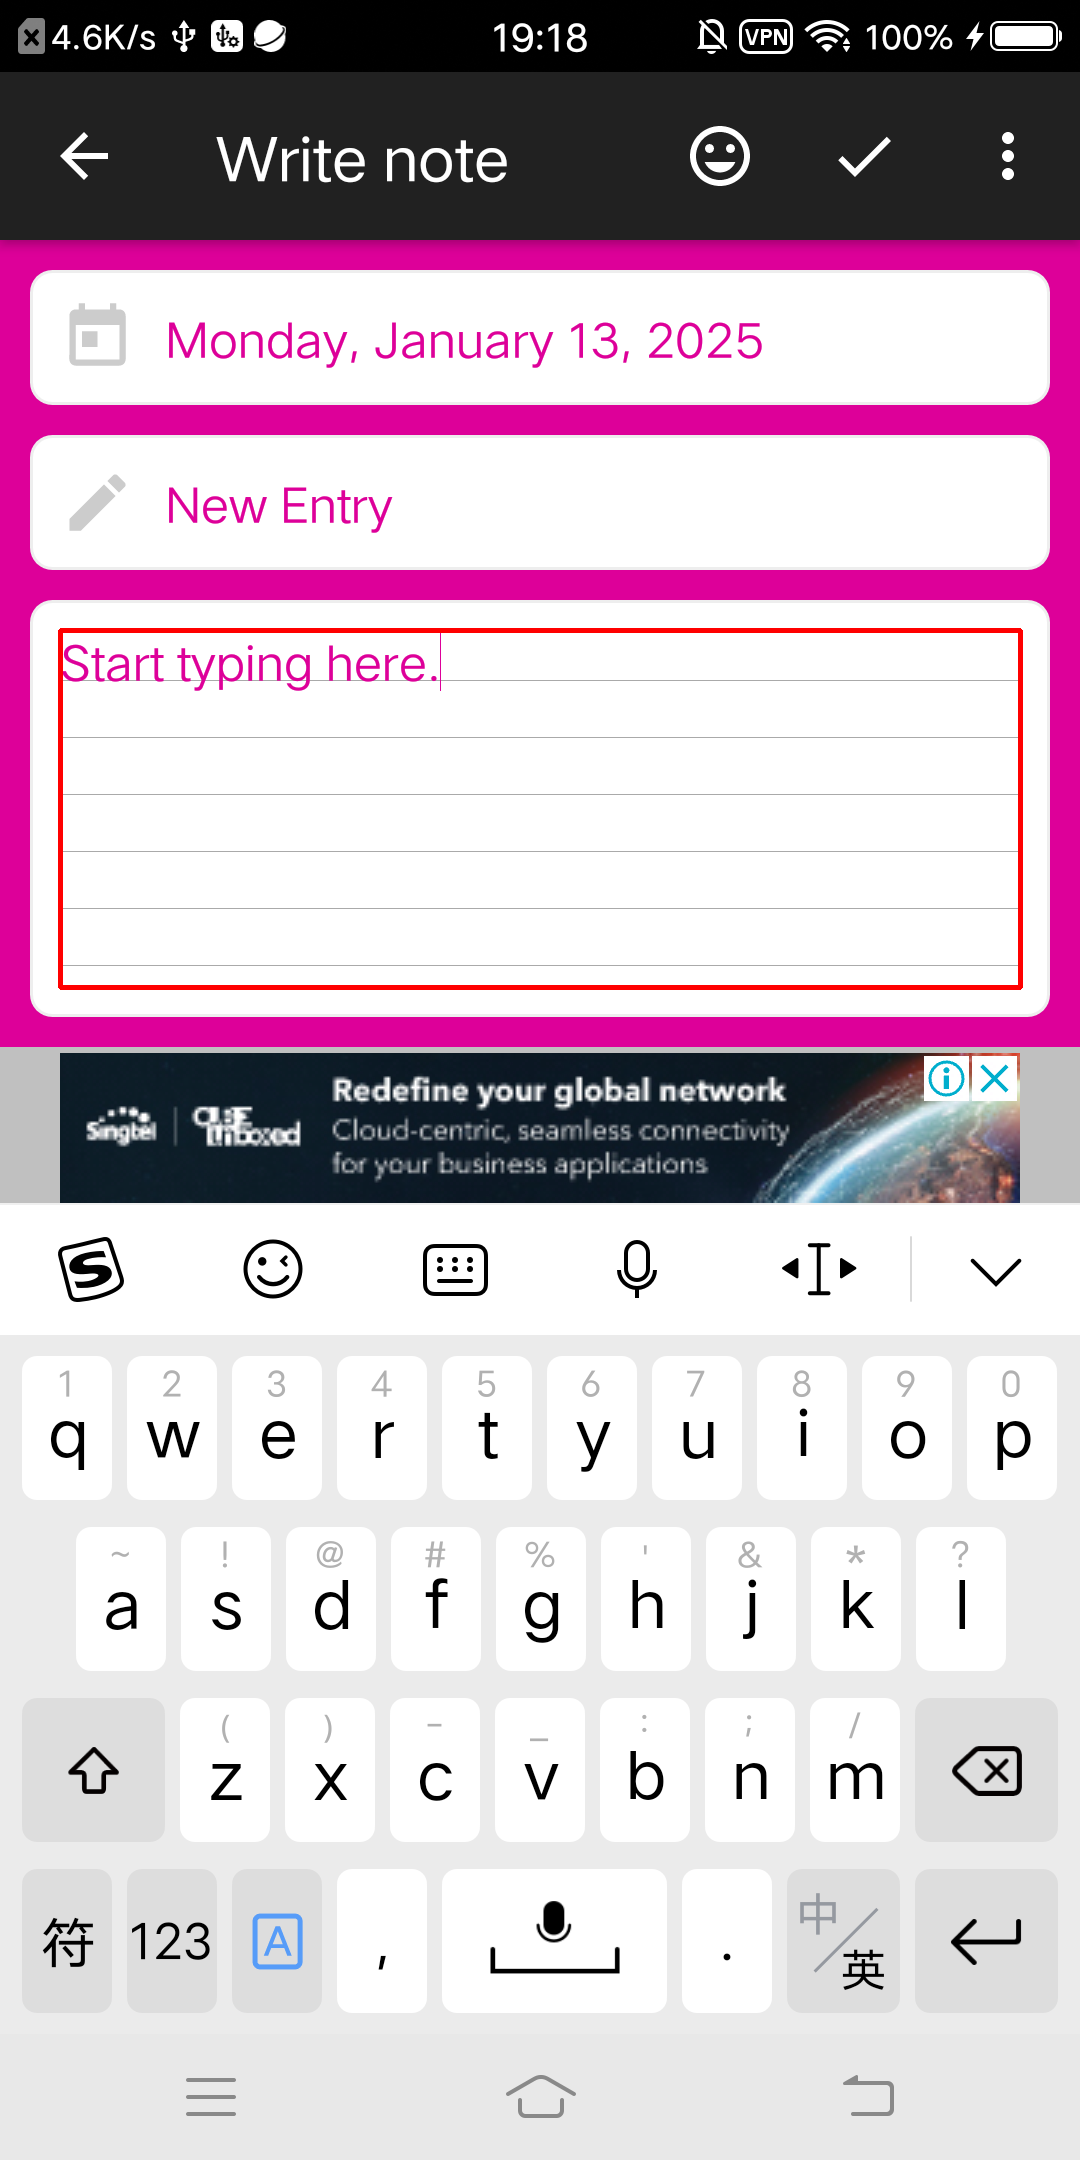 4.6K/s
19:18
VPN
100%
Write note
Monday, January 13, 2025
New Entry
Start typing here.
Singtel
Redefine your global network
Cloud-centric, seamless connectivity
for your business applications
1 2 3 4 5 6 7 8 9 0
q w e r t y u i o p
~ ! @ # % ' & * ?
a s d f g h j k l
( ) - _ : ; /
z x c v b n m
符 123 A , . 中/英